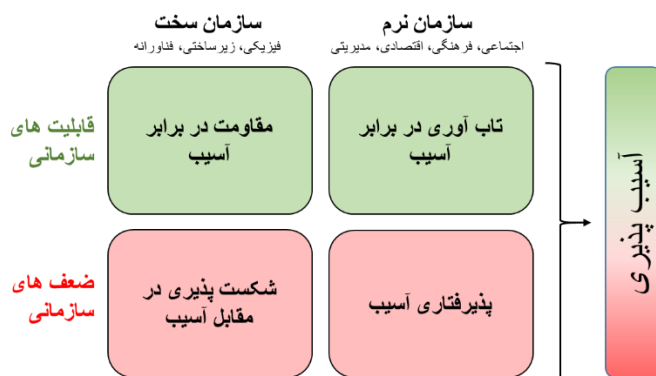 سازمان نرم
اجتماعی، فرهنگی، اقتصادی، مدیریتی
سازمان سخت
فیزیکی، زیرساختی، فناورانه
تاب آوری در برابر
آسیب
مقاومت در برابر
آسیب
قابلیت های
سازمانی
پذیرفتاری آسیب
شکست پذیری در
مقابل آسیب
ضعف های
سازمانی
آسیب پذیری